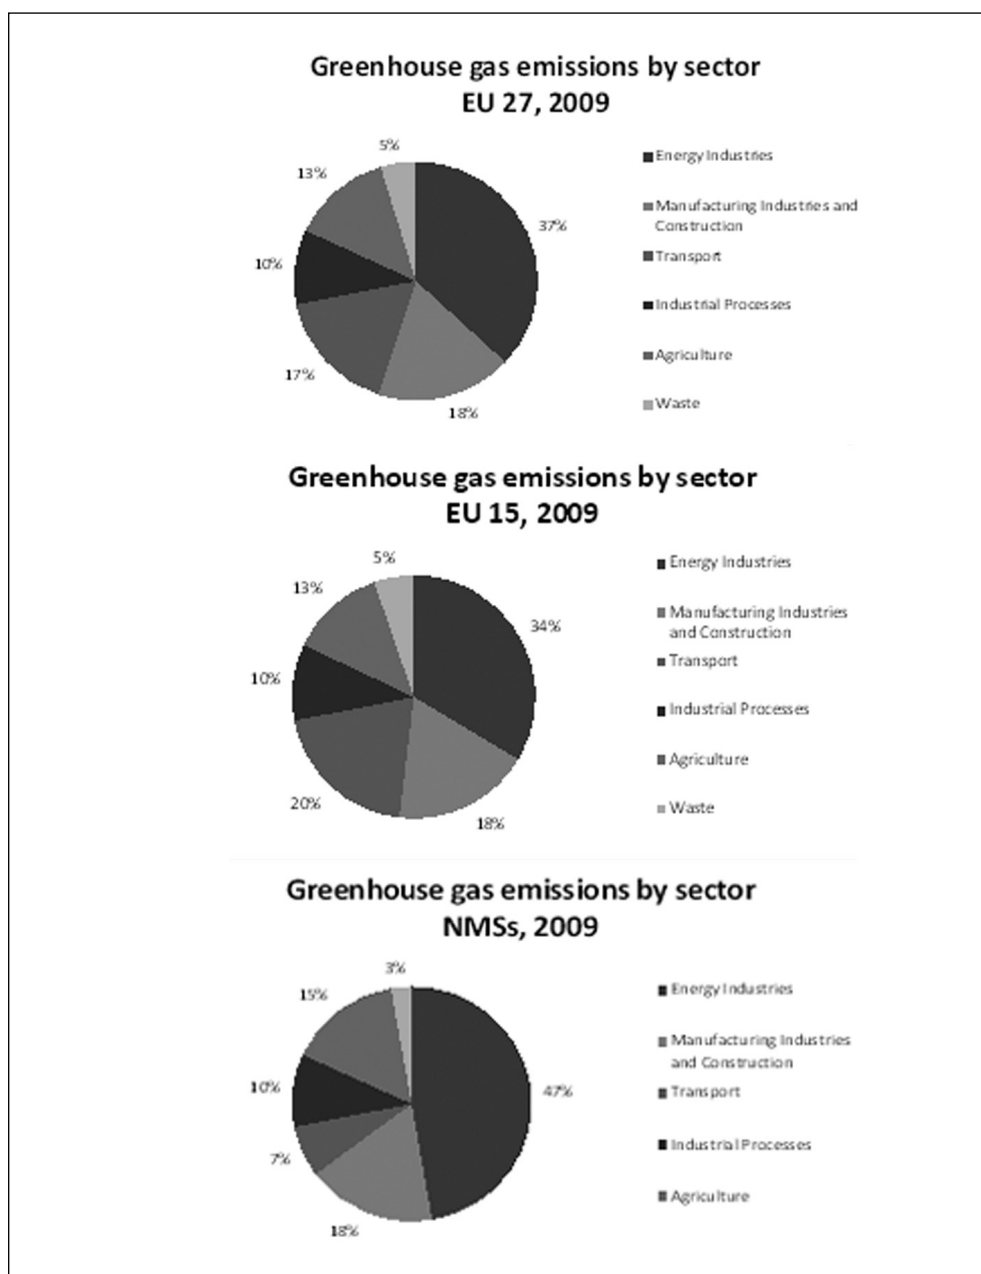 Greenhouse gas emissions by sector
EU 27, 2009
5%
13%
37%
10%
17%
18%
Energy Industries
Manufacturing Industries and
Construction
Transport
Industrial Processes
Agriculture
Waste
Greenhouse gas emissions by sector
EU 15, 2009
5%
13%
34%
10%
20%
18%
Energy Industries
Manufacturing Industries
and Construction
Transport
Industrial Processes
Agriculture
Waste
Greenhouse gas emissions by sector
NMSs, 2009
3%
15%
47%
10%
7%
18%
Energy Industries
Manufacturing Industries
and Construction
Transport
Industrial Processes
Agriculture